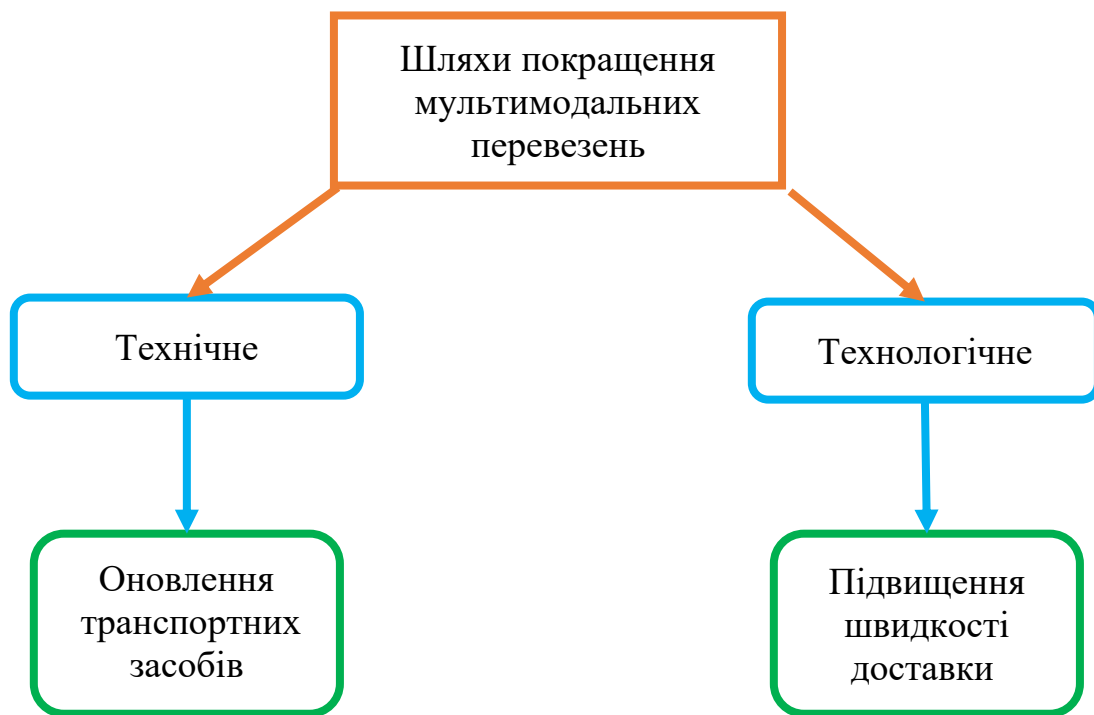 Шляхи покращення
мультимодальних
перевезень
Технічне
Технологічне
Оновлення
транспортних
засобів
Підвищення
швидкості
доставки